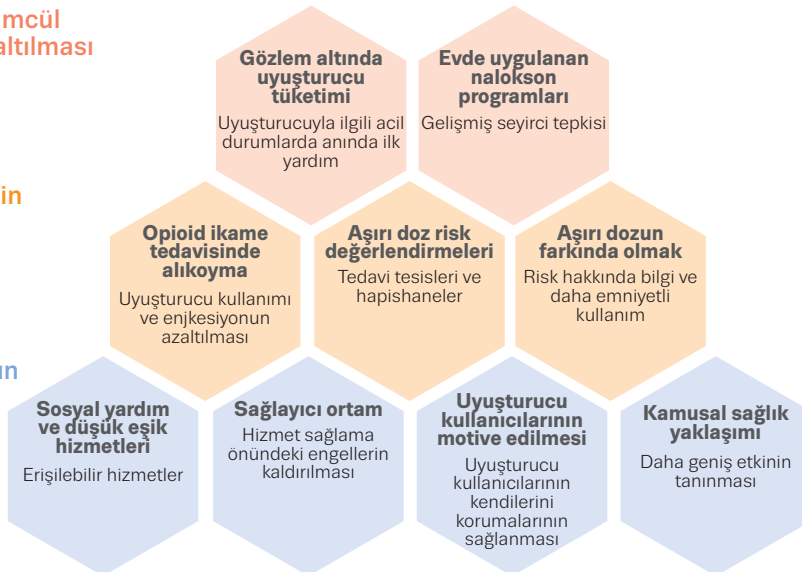 Gözlem altında
uyuşturucu
tüketimi
Uyuşturucuyla ilgili acil
durumlarda anında ilk
yardım
Evde uygulanan
nalokson
programları
Gelişmiş seyirci tepkisi
Opioid ikame
tedavisinde
alıkoyma
Uyuşturucu kullanımı
ve enjkesiyonun
azaltılması
Aşırı doz risk
değerlendirmeleri
Tedavi tesisleri ve
hapishaneler
Aşırı dozun
farkında olmak
Risk hakkında bilgi ve
daha emniyetli
kullanım
Sosyal yardım
ve düşük eşik
hizmetleri
Erişilebilir hizmetler
Sağlayıcı ortam
Hizmet sağlama
önündeki engellerin
kaldırılması
Uyuşturucu
kullanıcılarının
motive edilmesi
Uyuşturucu
kullanıcılarının
kendilerini
korumalarının
sağlanması
Kamusal sağlık
yaklaşımı
Daha geniş etkinin
tanınması